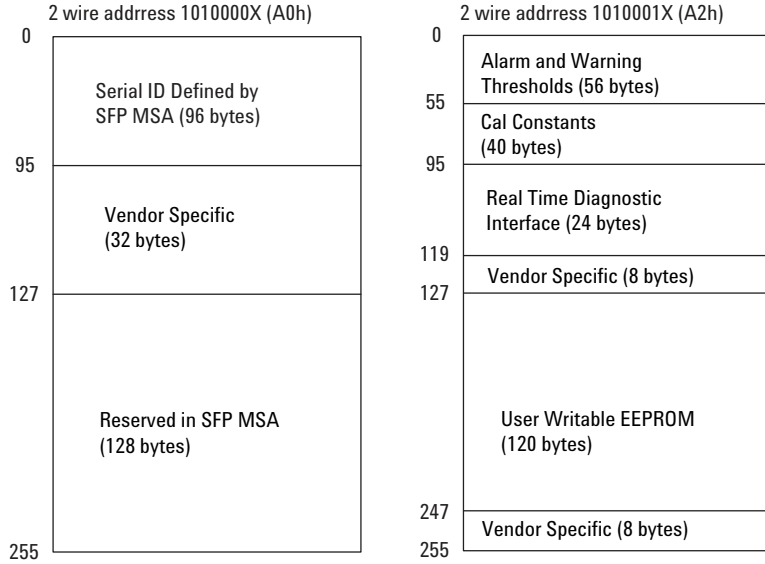 2 wire addrress 1010000X (A0h)
0
Serial ID Defined by
SFP MSA (96 bytes)
95
Vendor Specific
(32 bytes)
127
Reserved in SFP MSA
(128 bytes)
255
2 wire addrress 1010001X (A2h)
0
Alarm and Warning
Thresholds (56 bytes)
55
Cal Constants
(40 bytes)
95
Real Time Diagnostic
Interface (24 bytes)
119
Vendor Specific (8 bytes)
127
User Writable EEPROM
(120 bytes)
247
Vendor Specific (8 bytes)
255